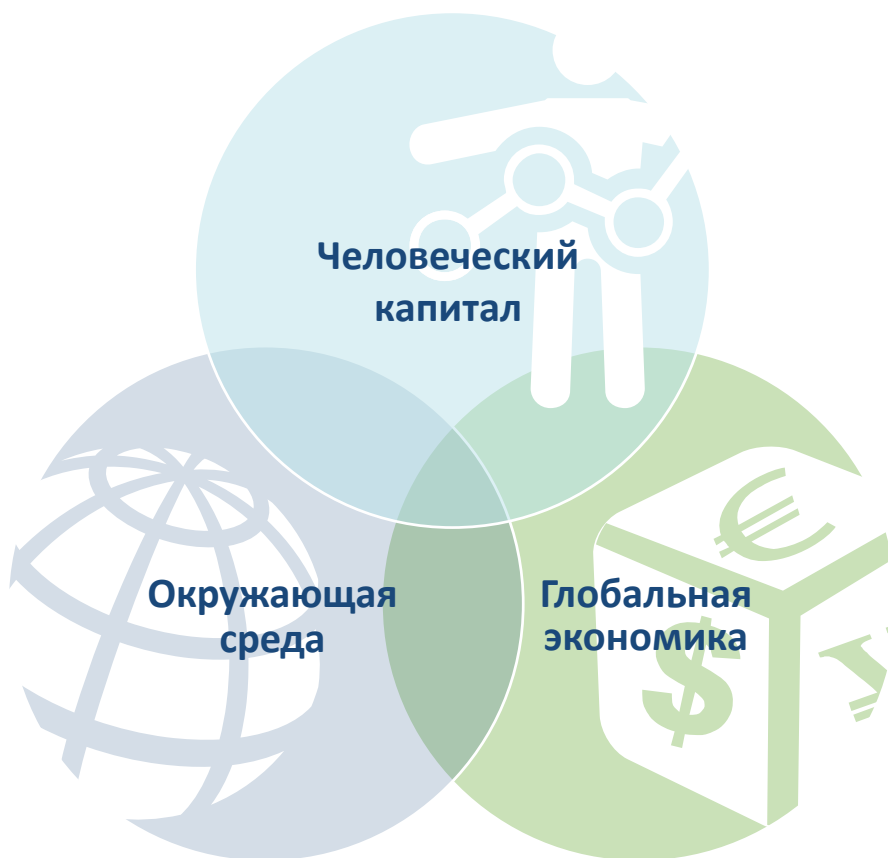 Человеческий
капитал
Окружающая
среда
Глобальная
экономика
€
$
¥